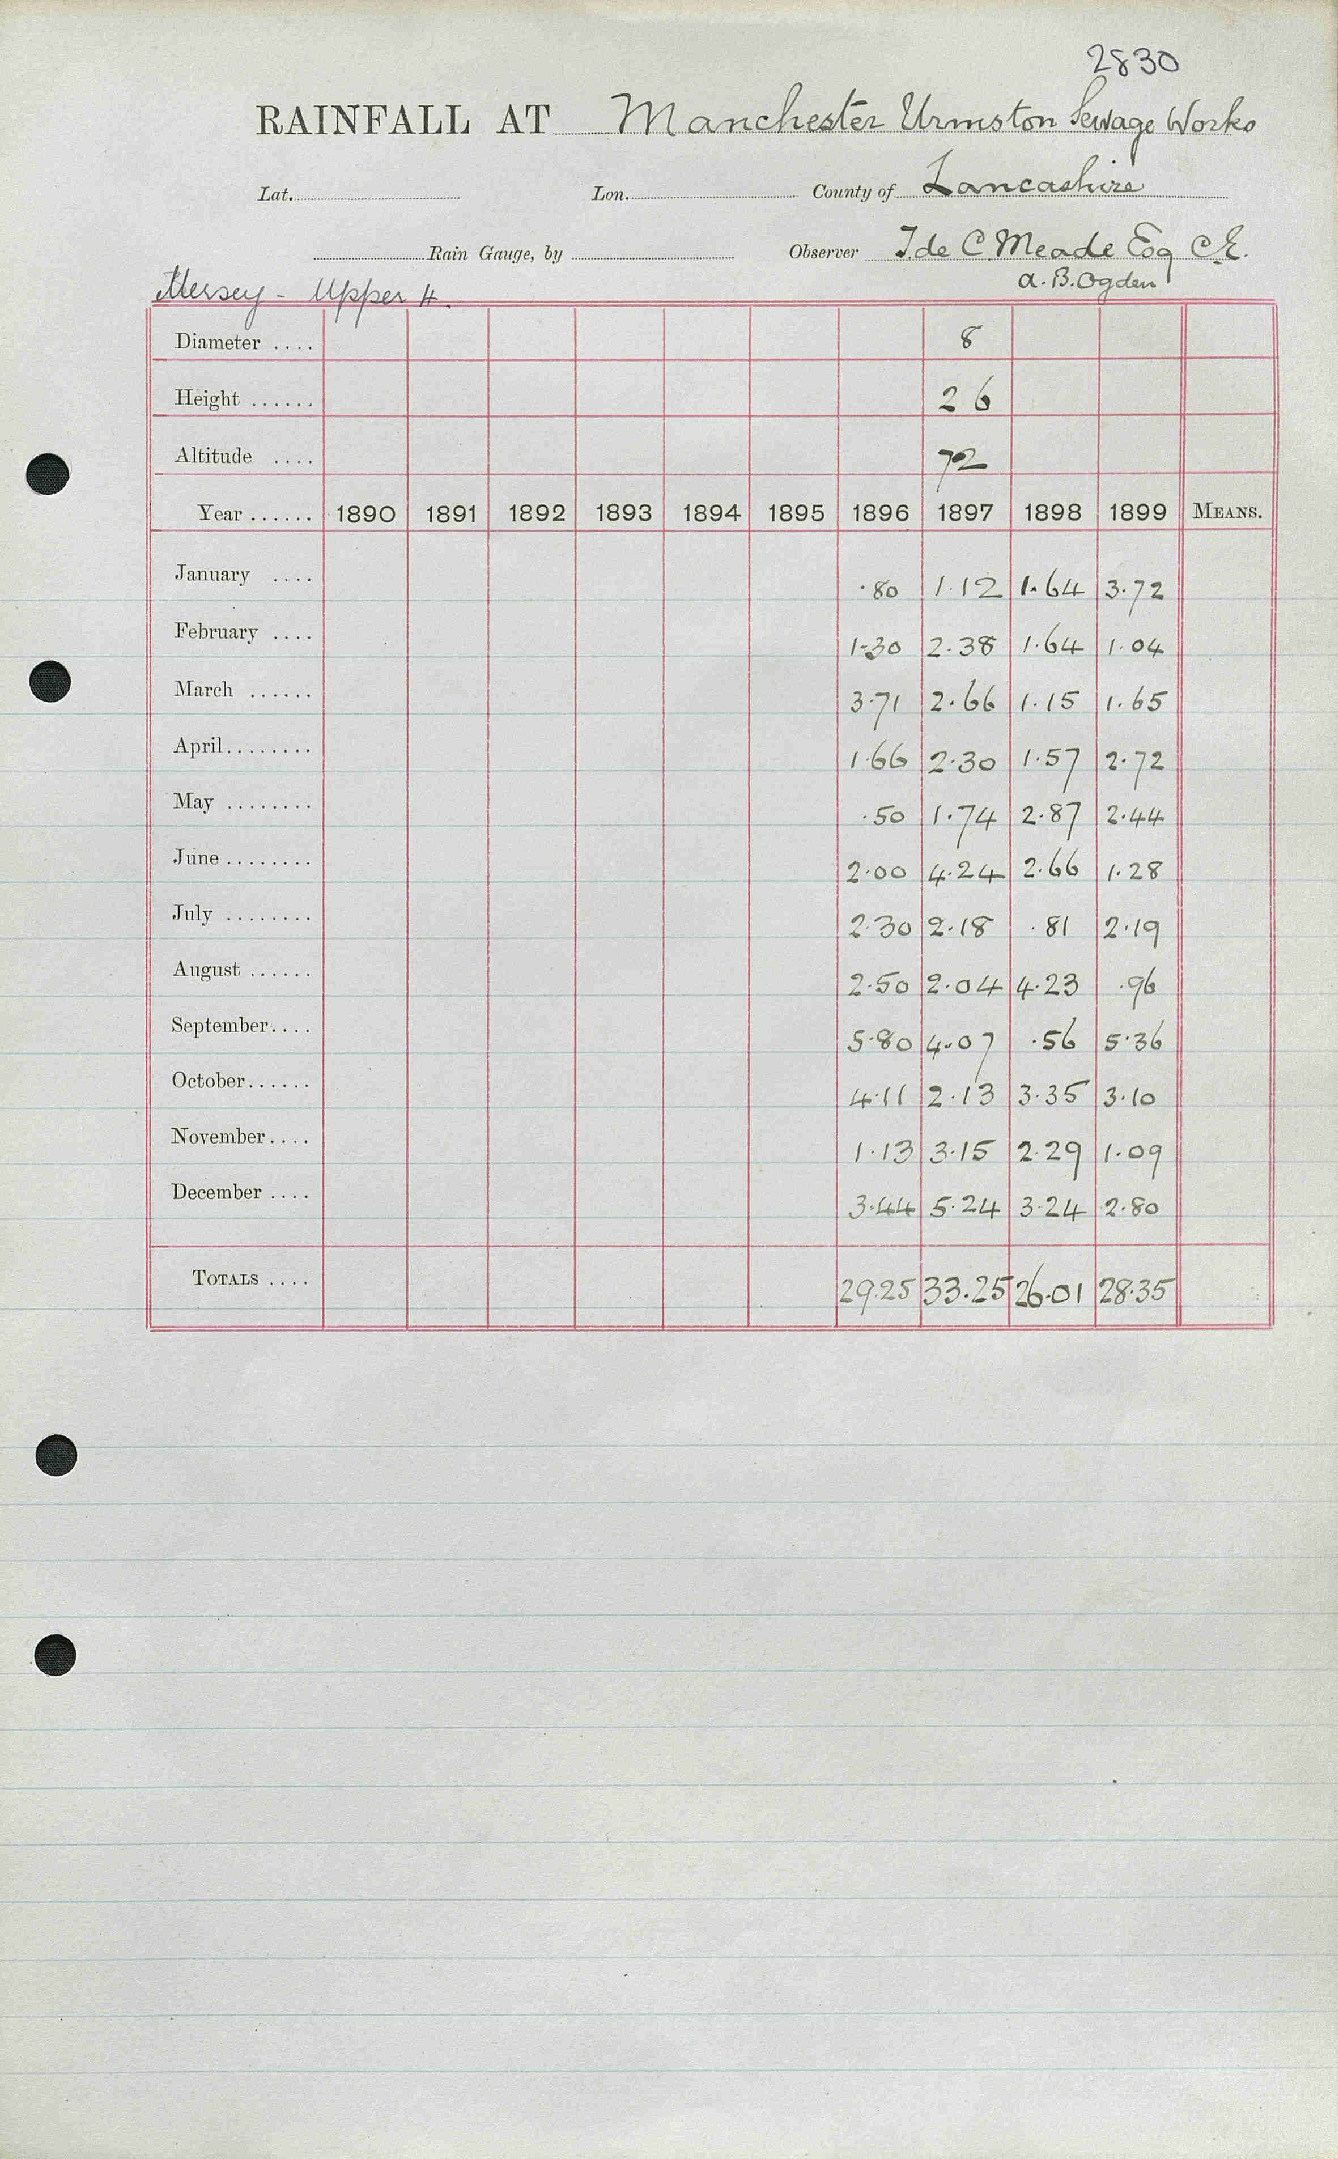 2830
RAINFALL AT Manchester Urmston Sewage Works
Lat. Lon. County of Lancashire
Rain Gauge, by Observer T. de C. Meade Esq C.E.
Mersey - Upper 4. A. B. Ogden
Diameter .... 8
Height ...... 2 6
Altitude .... 72
Year ...... 1890 1891 1892 1893 1894 1895 1896 1897 1898 1899 MEANS.
January .... .80 1.12 1.64 3.72
February .... 1.30 2.38 1.64 1.04
March ...... 3.71 2.66 1.15 1.65
April ........ 1.66 2.30 1.57 2.72
May ........ .50 1.74 2.87 2.44
June ........ 2.00 4.24 2.66 1.28
July ........ 2.30 2.18 .81 2.19
August ...... 2.50 2.04 4.23 .96
September.... 5.80 4.07 .56 5.36
October...... 4.11 2.13 3.35 3.10
November.... 1.13 3.15 2.29 1.09
December .... 3.44 5.24 3.24 2.80
TOTALS .... 29.25 33.25 26.01 28.35